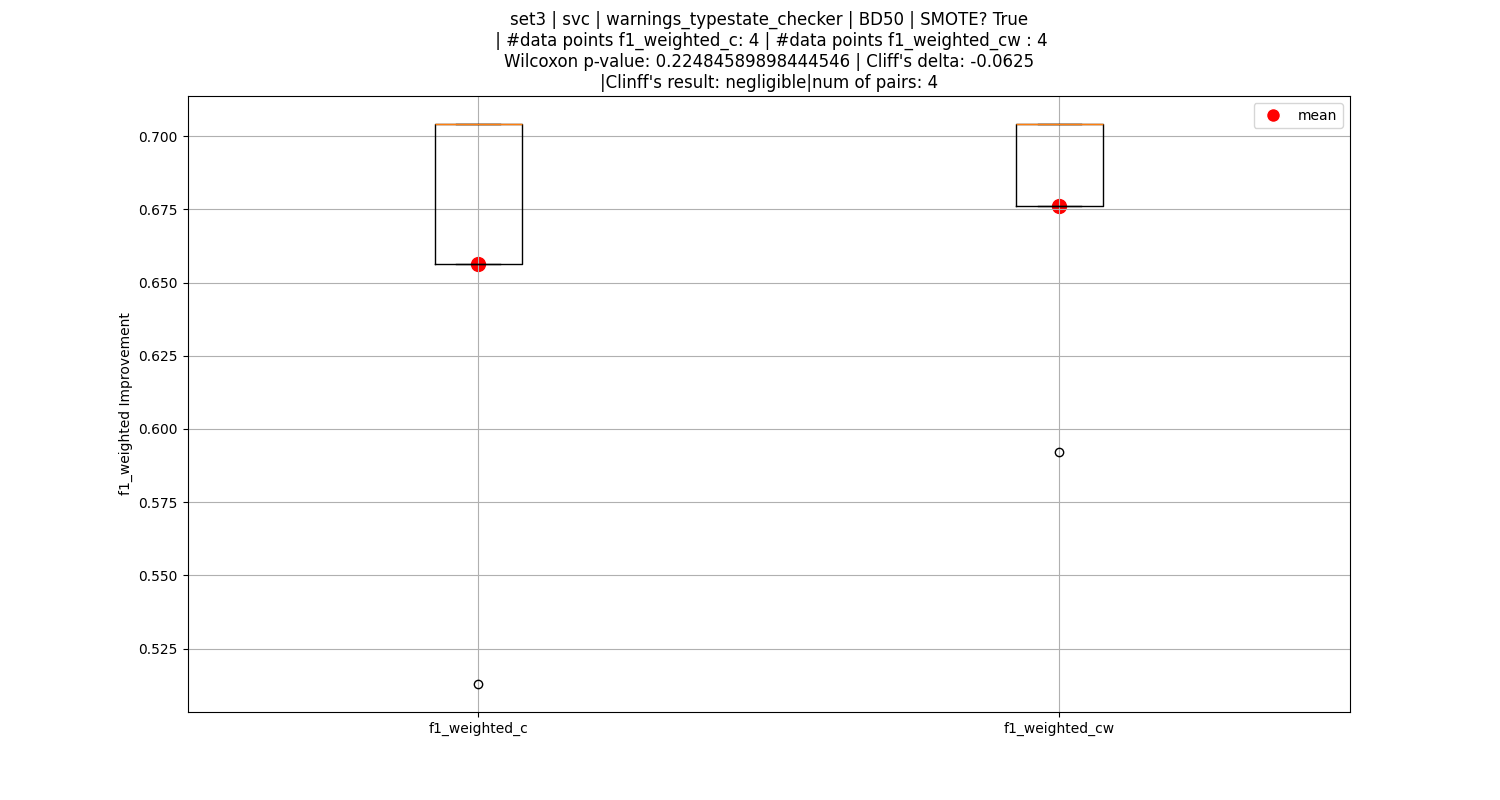 set3 | svc | warnings_typestate_checker | BD50 | SMOTE? True
| #data points f1_weighted_c: 4 | #data points f1_weighted_cw : 4
Wilcoxon p-value: 0.22484589898444546 | Cliff's delta: -0.0625
|Clinff's result: negligible|num of pairs: 4
mean
0.700
0.675
0.650
0.625
0.600
0.575
0.550
0.525
f1_weighted Improvement
f1_weighted_c
f1_weighted_cw